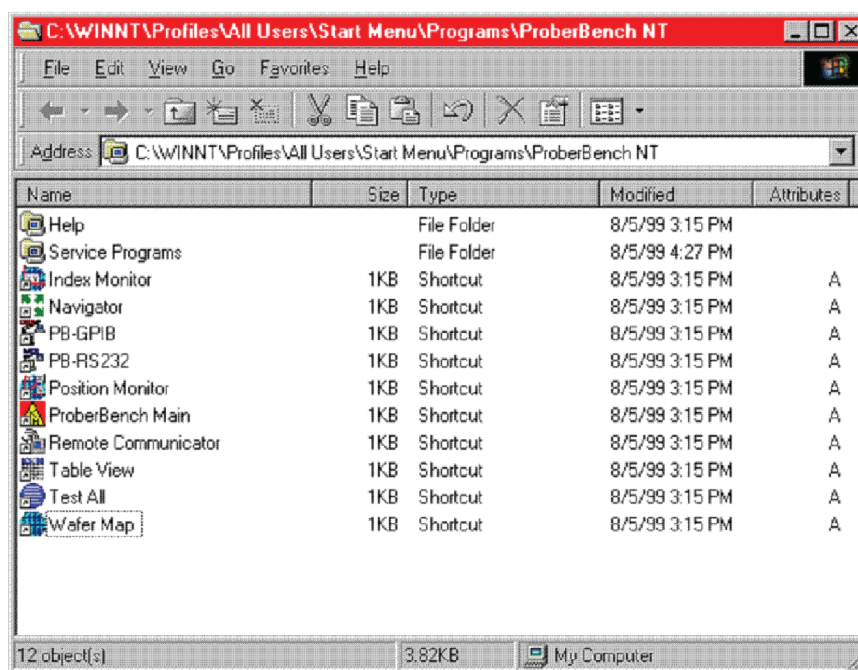 C:\WINNT\Profiles\All Users\Start Menu\Programs\ProberBench NT
File Edit View Go Favorites Help
Address C:\WINNT\Profiles\All Users\Start Menu\Programs\ProberBench NT
Name Size Type Modified Attributes
Help File Folder 8/5/99 3:15 PM
Service Programs File Folder 8/5/99 4:27 PM
Index Monitor 1KB Shortcut 8/5/99 3:15 PM A
Navigator 1KB Shortcut 8/5/99 3:15 PM A
PB-GPIB 1KB Shortcut 8/5/99 3:15 PM A
PB-RS232 1KB Shortcut 8/5/99 3:15 PM A
Position Monitor 1KB Shortcut 8/5/99 3:15 PM A
ProberBench Main 1KB Shortcut 8/5/99 3:15 PM A
Remote Communicator 1KB Shortcut 8/5/99 3:15 PM A
Table View 1KB Shortcut 8/5/99 3:15 PM A
Test All 1KB Shortcut 8/5/99 3:15 PM A
Wafer Map 1KB Shortcut 8/5/99 3:15 PM A
12 object(s) 3.82KB My Computer